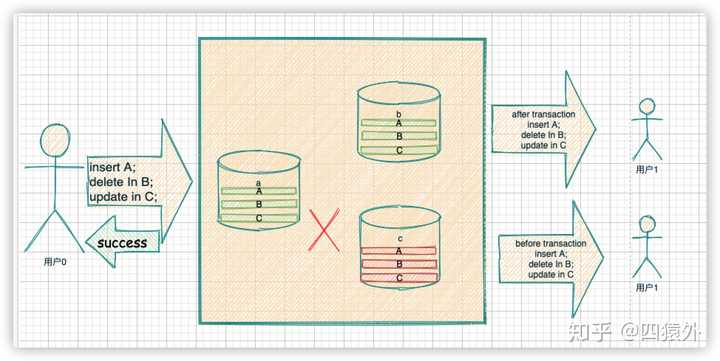 insert A;
delete In B;
update in C;
success
用户0
a
A
B
C
b
A
B
C
c
A
B
C
after transaction
insert A;
delete In B;
update in C
用户1
before transaction
insert A;
delete In B;
update in C
用户1
知乎 @四猿外